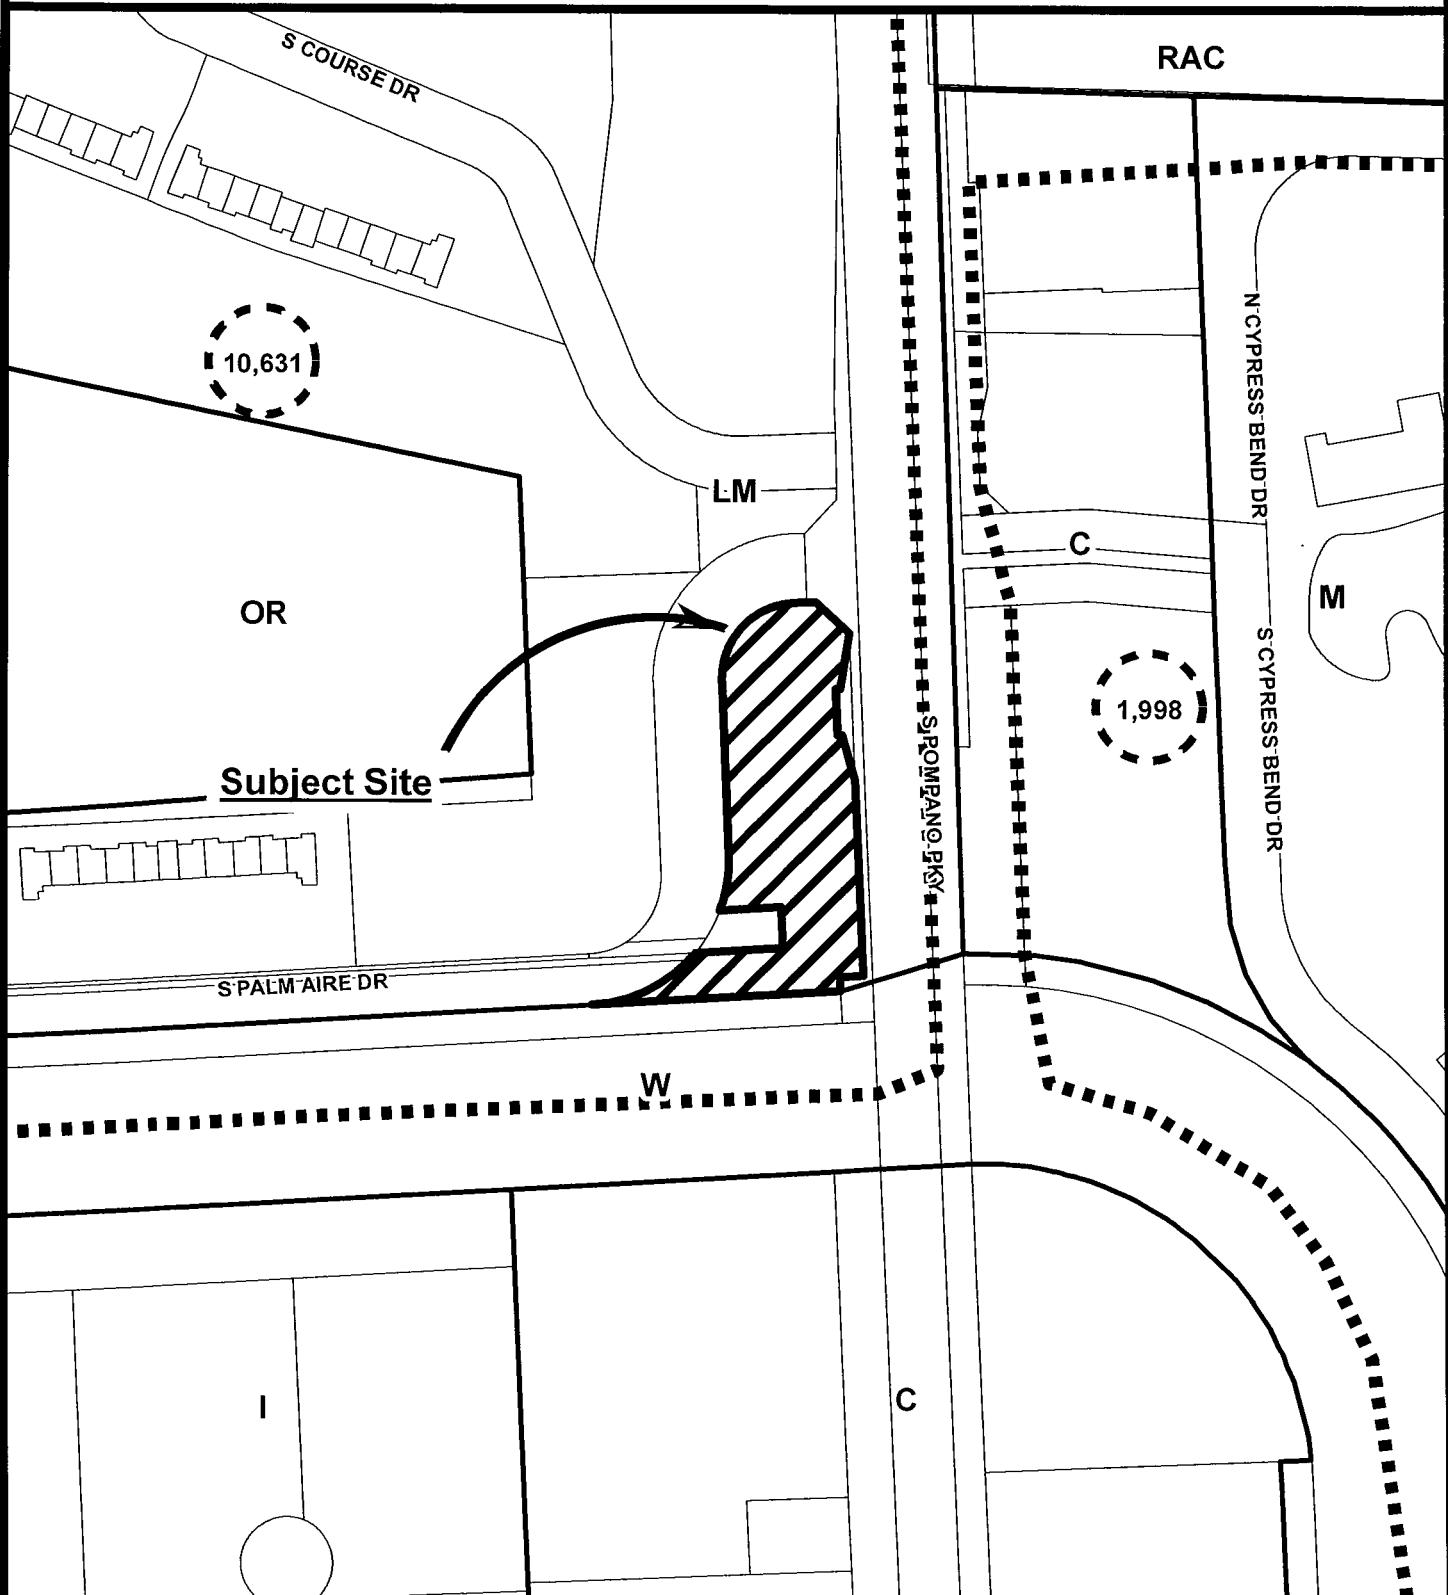 S COURSE DR
RAC
10,631
N CYPRESS BEND DR
LM
C
OR
M
S CYPRESS BEND DR
1,998
Subject Site
S POMPANO PKY
S PALM AIRE DR
W
I
C